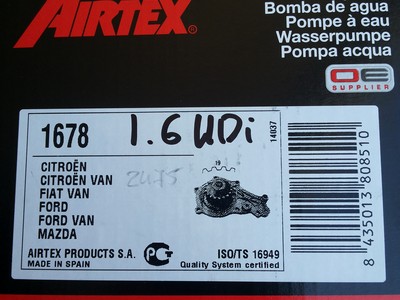 AIRTEX®
Bomba de agua
Pompe à eau
Wasserpumpe
Pompa acqua
OE
SUPPLIER
1678
1.6 HDi
14037
CITROËN
CITROËN VAN
FIAT VAN
FORD
FORD VAN
MAZDA
2475
19
AIRTEX PRODUCTS S.A.
MADE IN SPAIN
ISO/TS 16949
Quality System certified
8 435013 808510